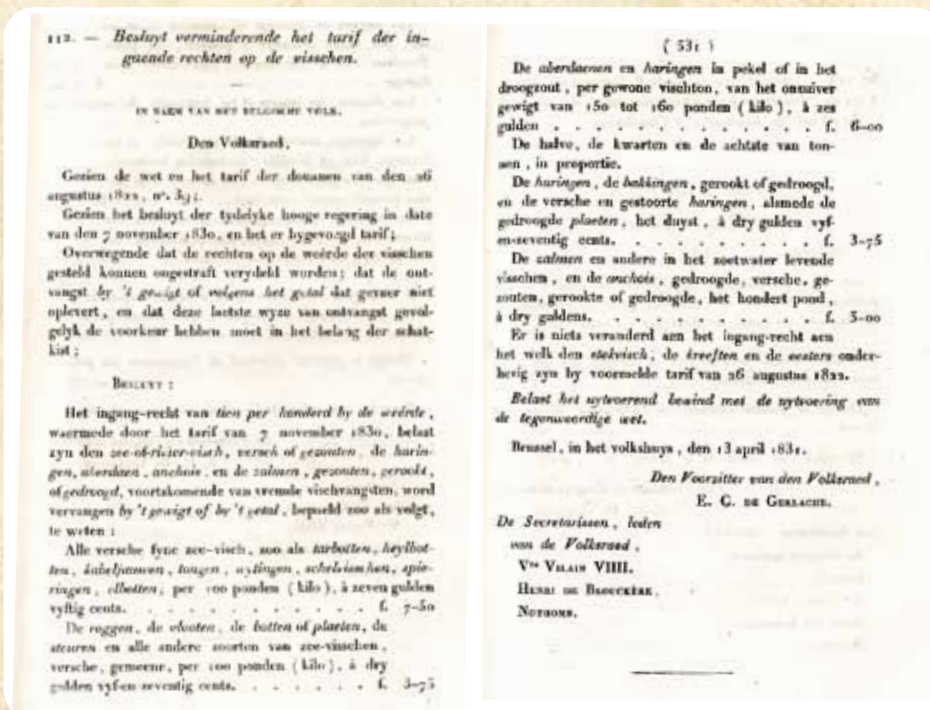 112. — Besluyt verminderende het tarif der in-
gaende rechten op de visschen.
IN NAEM VAN HET BELGISCHE VOLK.
Den Volksraed,
Gezien de wet en het tarif der douanen van den 26
augustus 1822, nº. 39;
Gezien het besluyt der tydelyke hooge regering in date
van den 7 november 1830, en het er bygevoegd tarif;
Overwegende dat de rechten op de weérde der visschen
gesteld konnen ongestraft verydeld worden; dat de ont-
vangst by 't gewigt of volgens het getal dat gevaer niet
oplevert, en dat deze laetste wyze van ontvangst gevol-
gelyk de voorkeur hebben moet in het belang der schat-
kist;
BESLUYT:
Het ingang-recht van tien per honderd by de weérde,
waermede door het tarif van 7 november 1830, belast
zyn den zee-of-rivier-visch, versch of gezouten, de harin-
gen, aberdaen, anchois, en de zalmen, gezouten, gerookt,
of gedroogd, voortskomende van vremde vischvangsten, word
vervangen by 't gewigt of by 't getal, bepaeld zoo als volgt,
te weten:
Alle versche fyne zee-visch, zoo als tarbotten, heylbot-
ten, kabeljauwen, tongen, wytingen, schelvisschen, spie-
ringen, elbotten, per 100 ponden (kilo), à zeven gulden
vyftig cents. . . . . . . . . f. 7-50
De roggen, de vlooten, de botten of plaeten, de
steuren en alle andere soorten van zee-visschen,
versche, gemeene, per 100 ponden (kilo), à dry
gulden vyf-en-seventig cents. . . . . . . f. 3-75
( 531 )
De aberdaenen en haringen in pekel of in het
droogzout, per gewone vischton, van het onzuiver
gewigt van 150 tot 160 ponden (kilo), à zes
gulden . . . . . . . . . . f. 6-00
De halve, de kwarten en de achtste van ton-
nen, in proportie.
De haringen, de bokkingen, gerookt of gedroogd,
en de versche en gestoorte haringen, alsmede de
gedroogde plaeten, het duyst, à dry gulden vyf-
en-seventig cents. . . . . . . . f. 3-75
De zalmen en andere in het zoetwater levende
visschen, en de anchois, gedroogde, versche, ge-
zouten, gerookte of gedroogde, het hondert pond,
à dry guldens. . . . . . . . . f. 3-00
Er is niets veranderd aen het ingang-recht aen
het welk den stokvisch, de kreeften en de oesters onder-
hevig zyn by voormelde tarif van 26 augustus 1822.
Belast het uytvoerend bewind met de uytvoering van
de tegenwoordige wet.
Brussel, in het volkshuys, den 13 april 1831.
Den Voorzitter van den Volksraed,
E. C. DE GERLACHE.
De Secretarissen, leden
van de Volksraed,
Vte VILAIN VIIII.
HENRI DE BROUCKÈRE.
NOTHOMB.